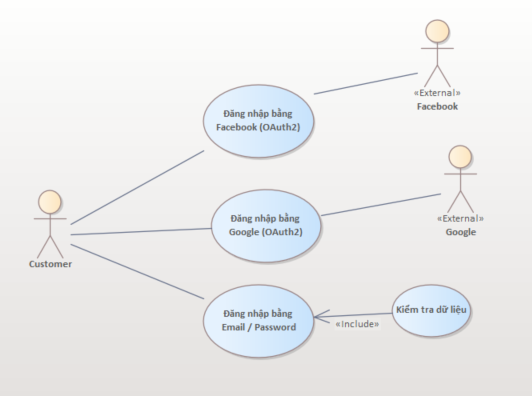 «External»
Facebook
Đăng nhập bằng
Facebook (OAuth2)
«External»
Google
Đăng nhập bằng
Google (OAuth2)
Customer
Đăng nhập bằng
Email / Password
«Include»
Kiểm tra dữ liệu